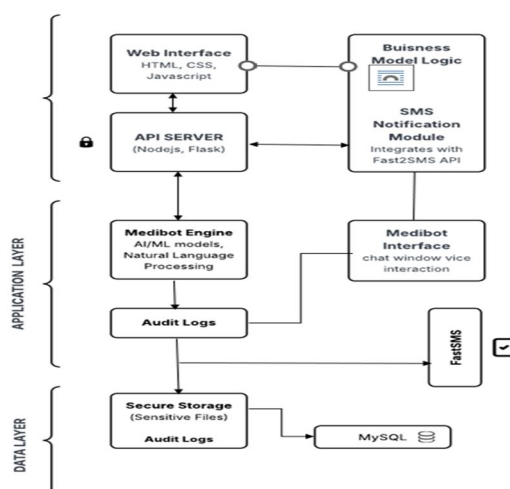 Web Interface
HTML, CSS,
Javascript
Buisness
Model Logic
SMS
Notification
Module
Integrates with
Fast2SMS API
API SERVER
(Nodejs, Flask)
APPLICATION LAYER
Medibot Engine
AI/ML models,
Natural Language
Processing
Medibot
Interface
chat window vice
interaction
Audit Logs
FastSMS
DATA LAYER
Secure Storage
(Sensitive Files)
Audit Logs
MySQL